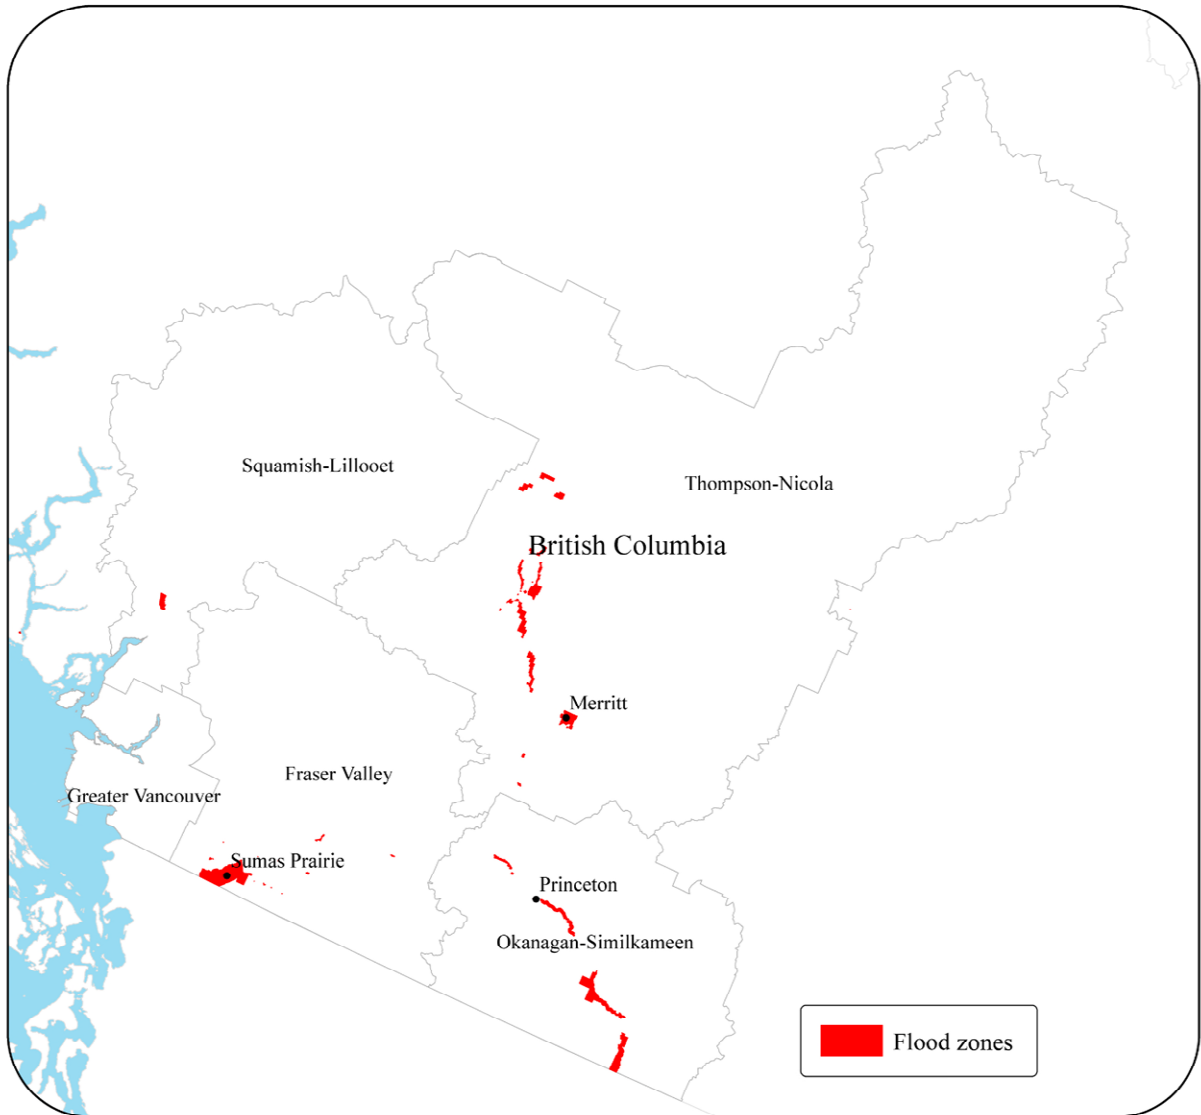 Squamish-Lillooet
Thompson-Nicola
British Columbia
Merritt
Fraser Valley
Greater Vancouver
Sumas Prairie
Princeton
Okanagan-Similkameen
Flood zones